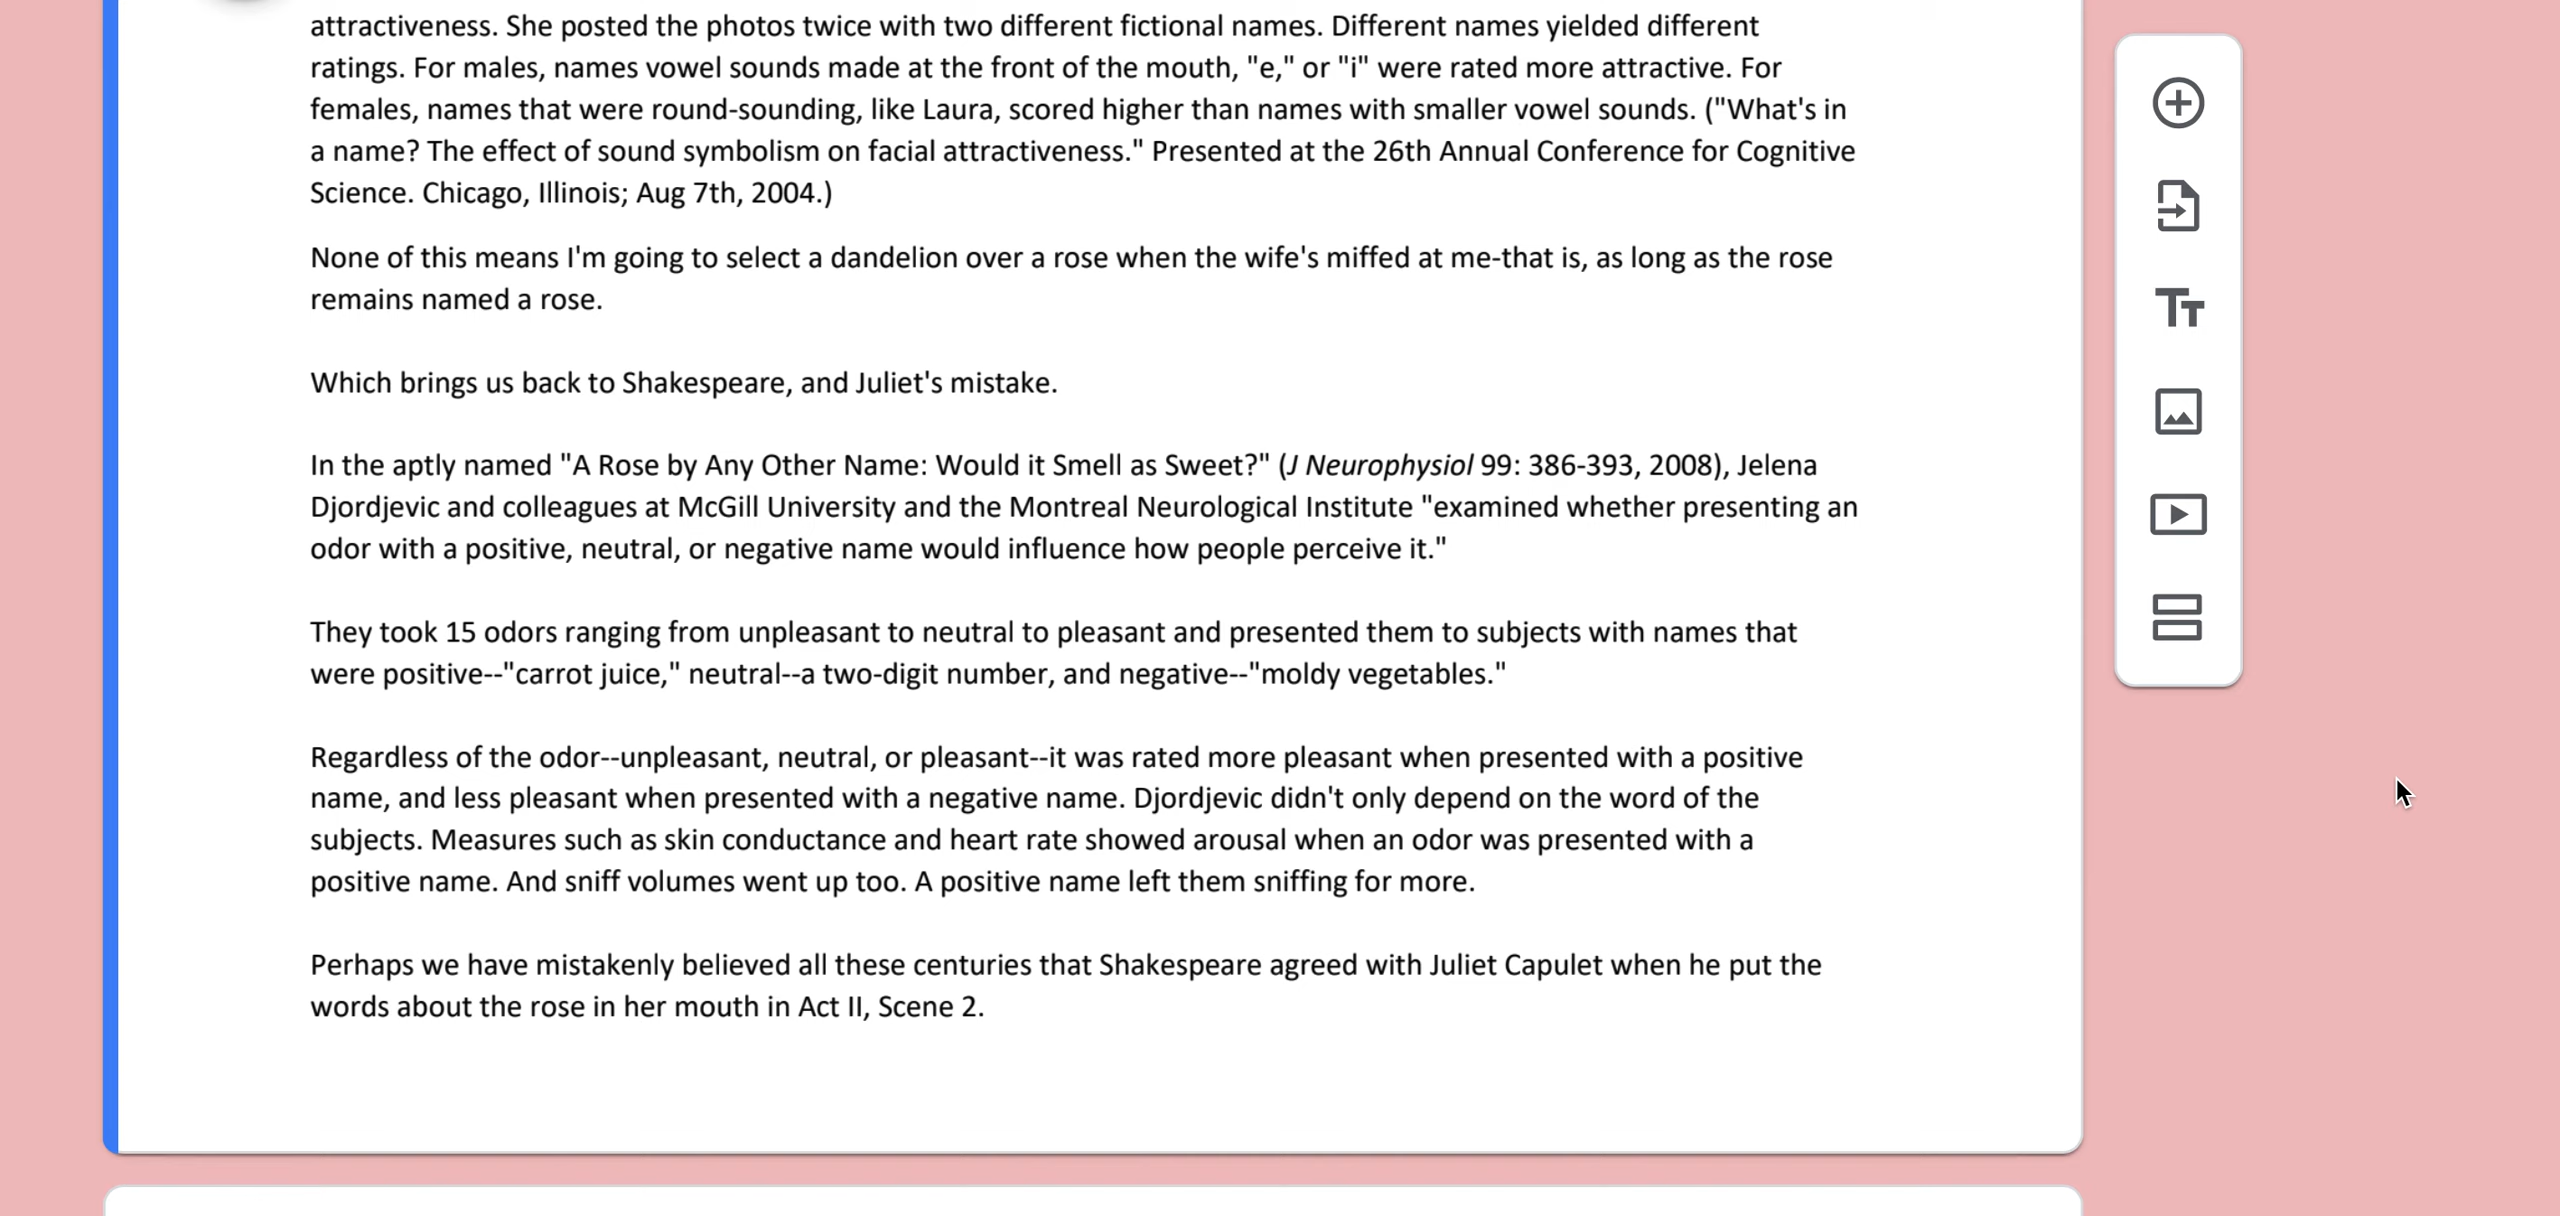 attractiveness. She posted the photos twice with two different fictional names. Different names yielded different
ratings. For males, names vowel sounds made at the front of the mouth, "e," or "i" were rated more attractive. For
females, names that were round-sounding, like Laura, scored higher than names with smaller vowel sounds. ("What's in
a name? The effect of sound symbolism on facial attractiveness." Presented at the 26th Annual Conference for Cognitive
Science. Chicago, Illinois; Aug 7th, 2004.)
None of this means I'm going to select a dandelion over a rose when the wife's miffed at me-that is, as long as the rose
remains named a rose.
Which brings us back to Shakespeare, and Juliet's mistake.
In the aptly named "A Rose by Any Other Name: Would it Smell as Sweet?" (J Neurophysiol 99: 386-393, 2008), Jelena
Djordjevic and colleagues at McGill University and the Montreal Neurological Institute "examined whether presenting an
odor with a positive, neutral, or negative name would influence how people perceive it."
They took 15 odors ranging from unpleasant to neutral to pleasant and presented them to subjects with names that
were positive--"carrot juice," neutral--a two-digit number, and negative--"moldy vegetables."
Regardless of the odor--unpleasant, neutral, or pleasant--it was rated more pleasant when presented with a positive
name, and less pleasant when presented with a negative name. Djordjevic didn't only depend on the word of the
subjects. Measures such as skin conductance and heart rate showed arousal when an odor was presented with a
positive name. And sniff volumes went up too. A positive name left them sniffing for more.
Perhaps we have mistakenly believed all these centuries that Shakespeare agreed with Juliet Capulet when he put the
words about the rose in her mouth in Act II, Scene 2.
Tt